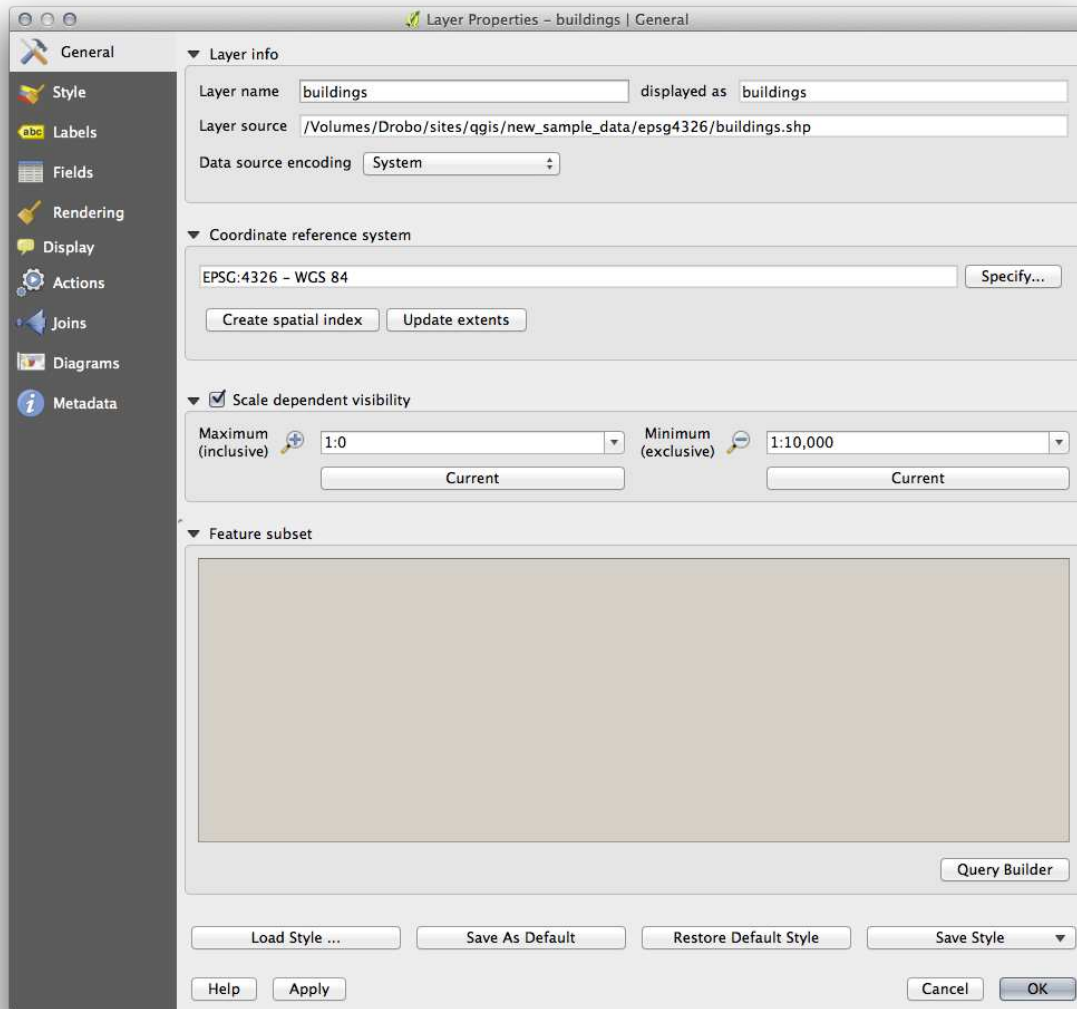 Layer Properties – buildings | General
General
Style
Labels
abc
Fields
Rendering
Display
Actions
Joins
Diagrams
Metadata
Layer info
Layer name buildings displayed as buildings
Layer source /Volumes/Drobo/sites/qgis/new_sample_data/epsg4326/buildings.shp
Data source encoding System
Coordinate reference system
EPSG:4326 – WGS 84 Specify...
Create spatial index Update extents
Scale dependent visibility
Maximum (inclusive) 1:0 Minimum (exclusive) 1:10,000
Current Current
Feature subset
Query Builder
Load Style ... Save As Default Restore Default Style Save Style
Help Apply Cancel OK